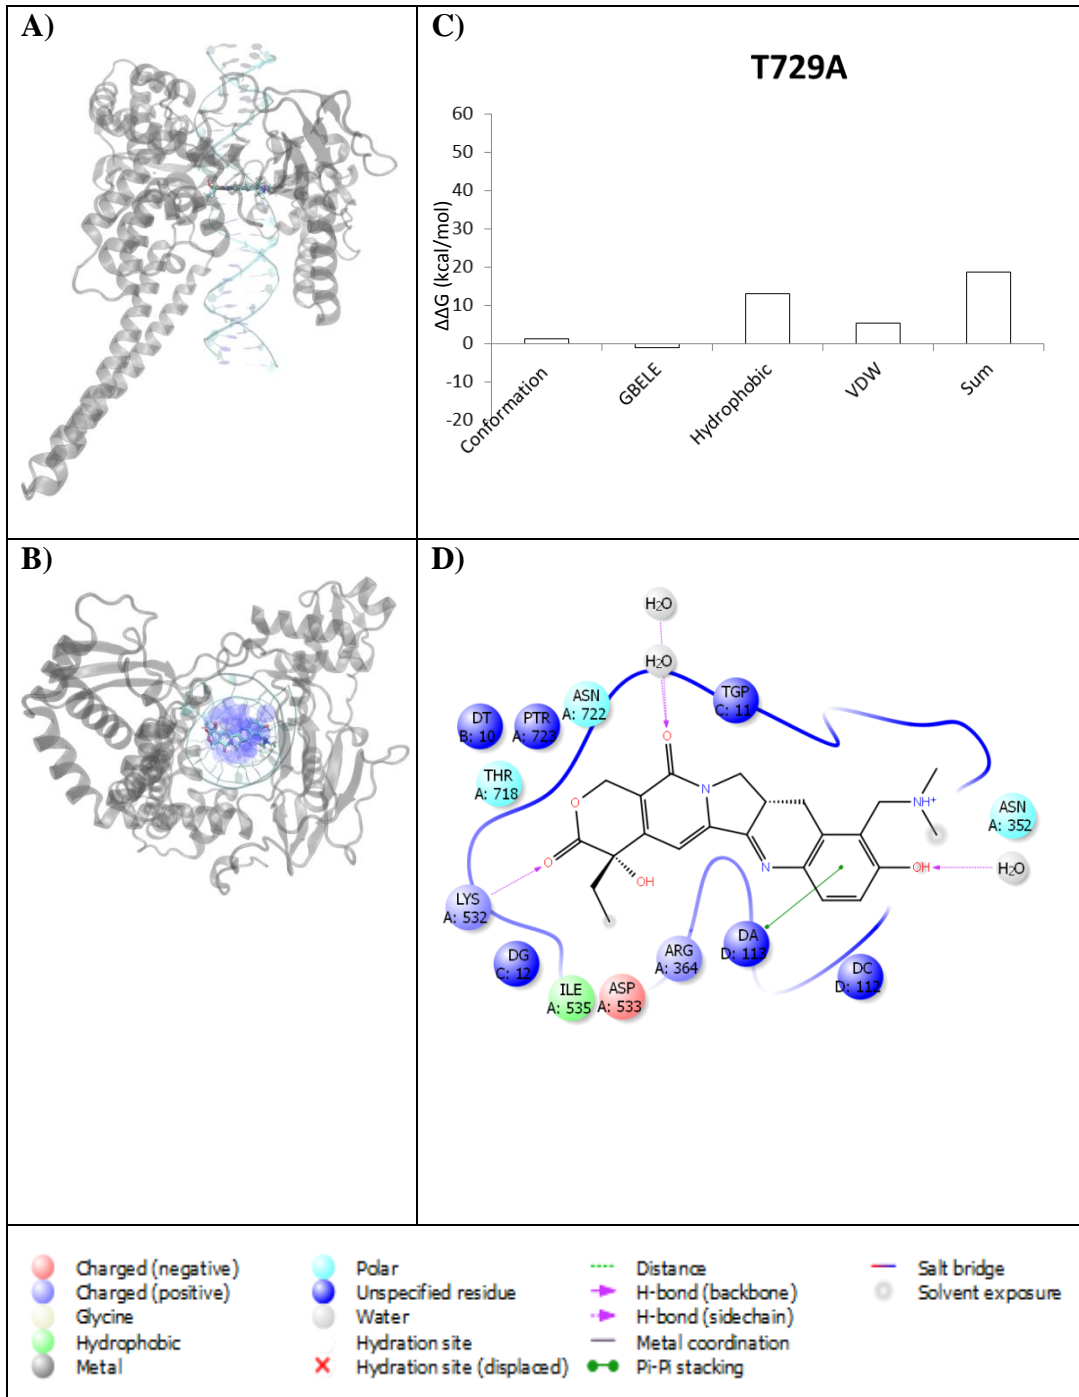 A)
C)
T729A
ΔΔG (kcal/mol)
60
50
40
30
20
10
0
-10
-20
Conformation
GBELE
Hydrophobic
VDW
Sum
B)
D)
H₂O
H₂O
ASN
A: 722
TGP
C: 11
DT
B: 10
PTR
A: 723
THR
A: 718
O
O
N
NH⁺
ASN
A: 352
O
N
OH
H₂O
OH
LYS
A: 532
DG
C: 12
ILE
A: 535
ASP
A: 533
ARG
A: 364
DA
D: 113
DC
D: 112
Charged (negative)
Charged (positive)
Glycine
Hydrophobic
Metal
Polar
Unspecified residue
Water
Hydration site
Hydration site (displaced)
Distance
H-bond (backbone)
H-bond (sidechain)
Metal coordination
Pi-Pi stacking
Salt bridge
Solvent exposure